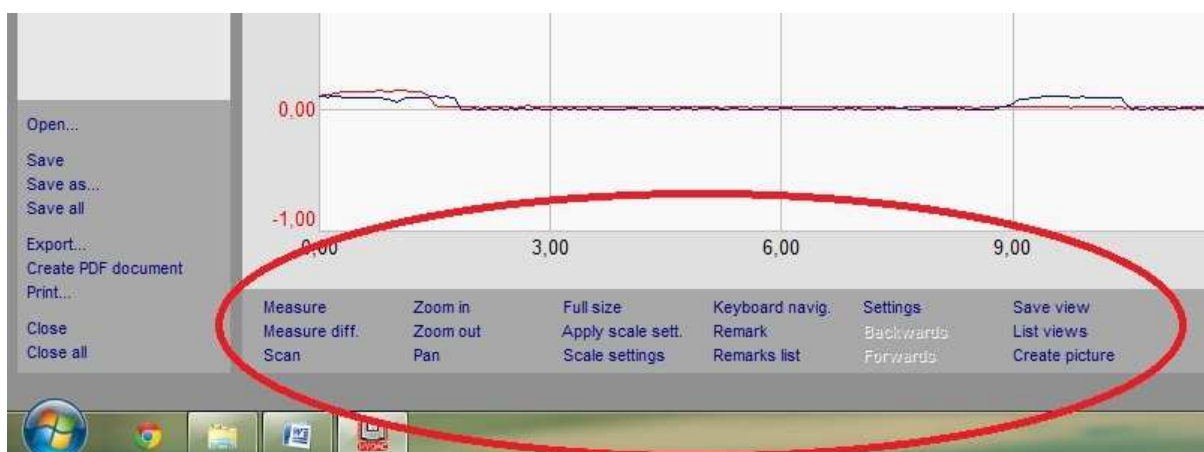 Open...
Save
Save as...
Save all
Export...
Create PDF document
Print...
Close
Close all
0,00
-1,00
0,00 3,00 6,00 9,00
Measure Zoom in Full size Keyboard navig. Settings Save view
Measure diff. Zoom out Apply scale sett. Remark Backwards List views
Scan Pan Scale settings Remarks list Forwards Create picture